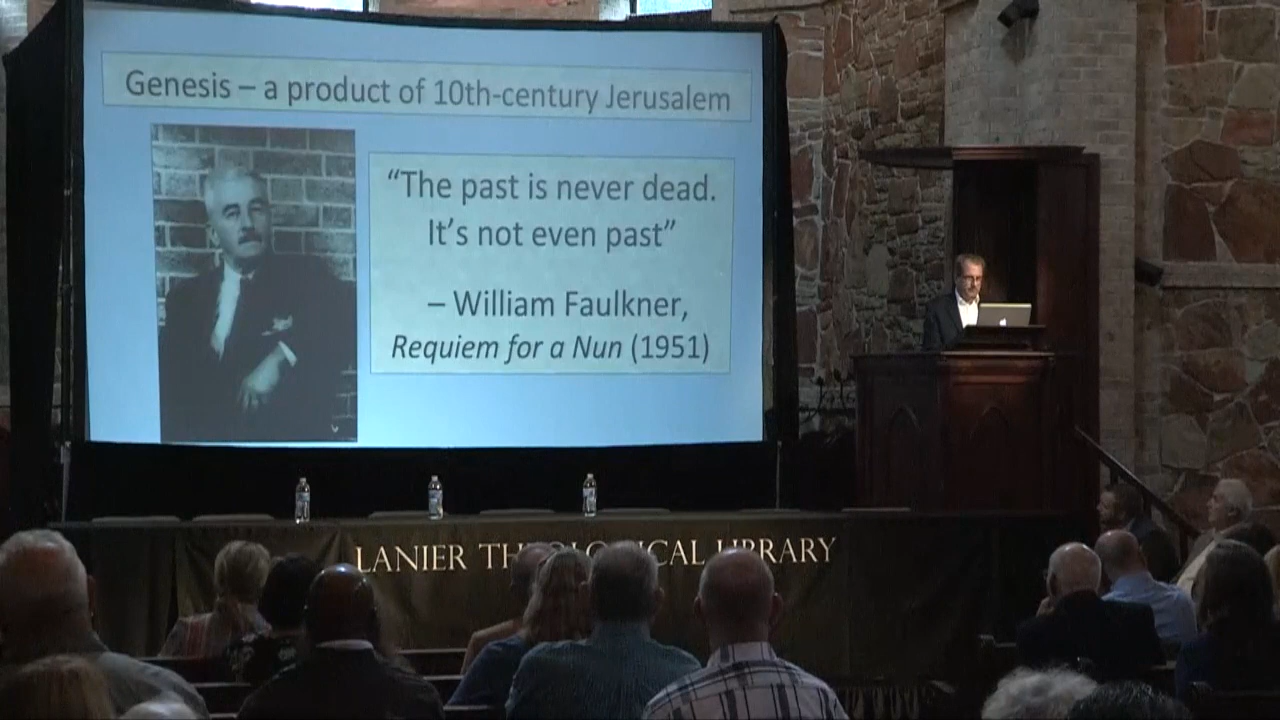 Genesis – a product of 10th-century Jerusalem
“The past is never dead.
It’s not even past”
– William Faulkner,
Requiem for a Nun (1951)
LANIER THEOLOGICAL LIBRARY